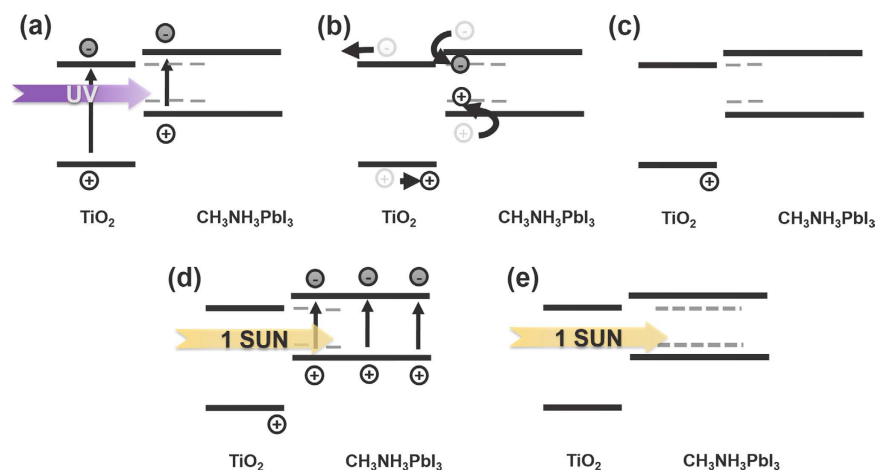 (a)
(b)
(c)
UV
TiO₂ CH₃NH₃PbI₃
TiO₂ CH₃NH₃PbI₃
TiO₂ CH₃NH₃PbI₃
(d)
(e)
1 SUN
1 SUN
TiO₂ CH₃NH₃PbI₃
TiO₂ CH₃NH₃PbI₃